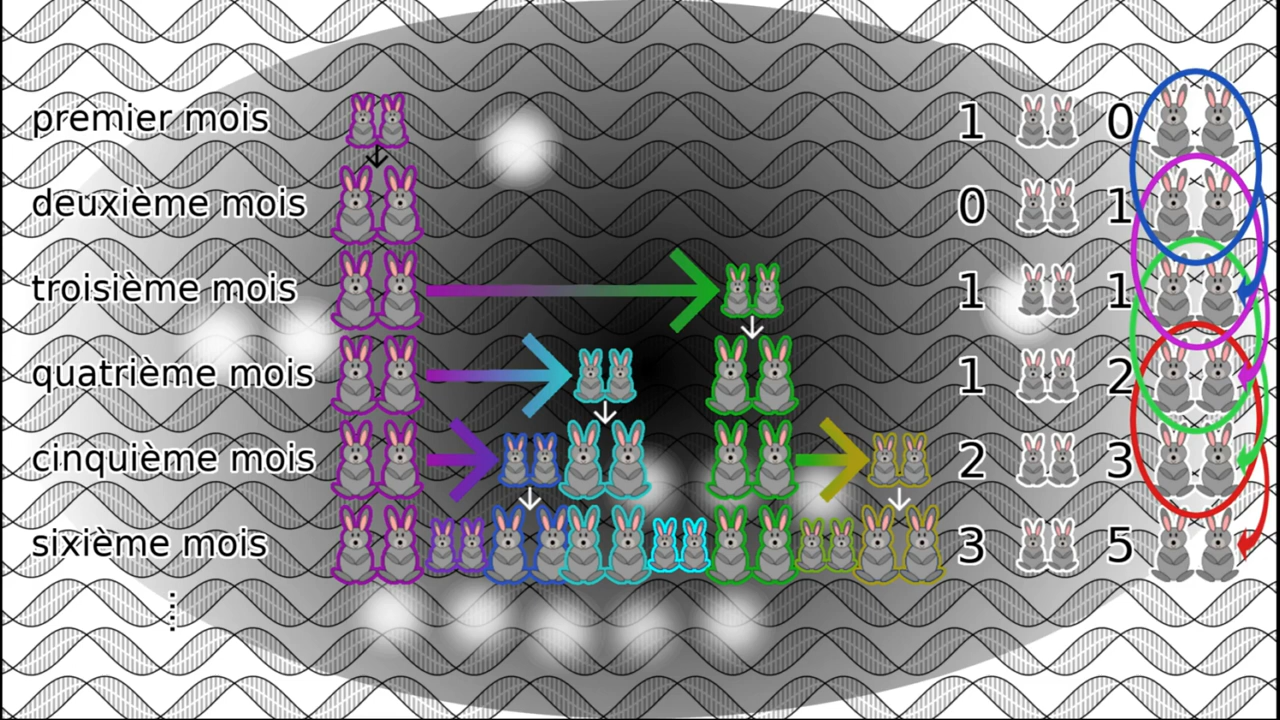 premier mois 1 0
deuxième mois 0 1
troisième mois 1 1
quatrième mois 1 2
cinquième mois 2 3
sixième mois 3 5
⋮